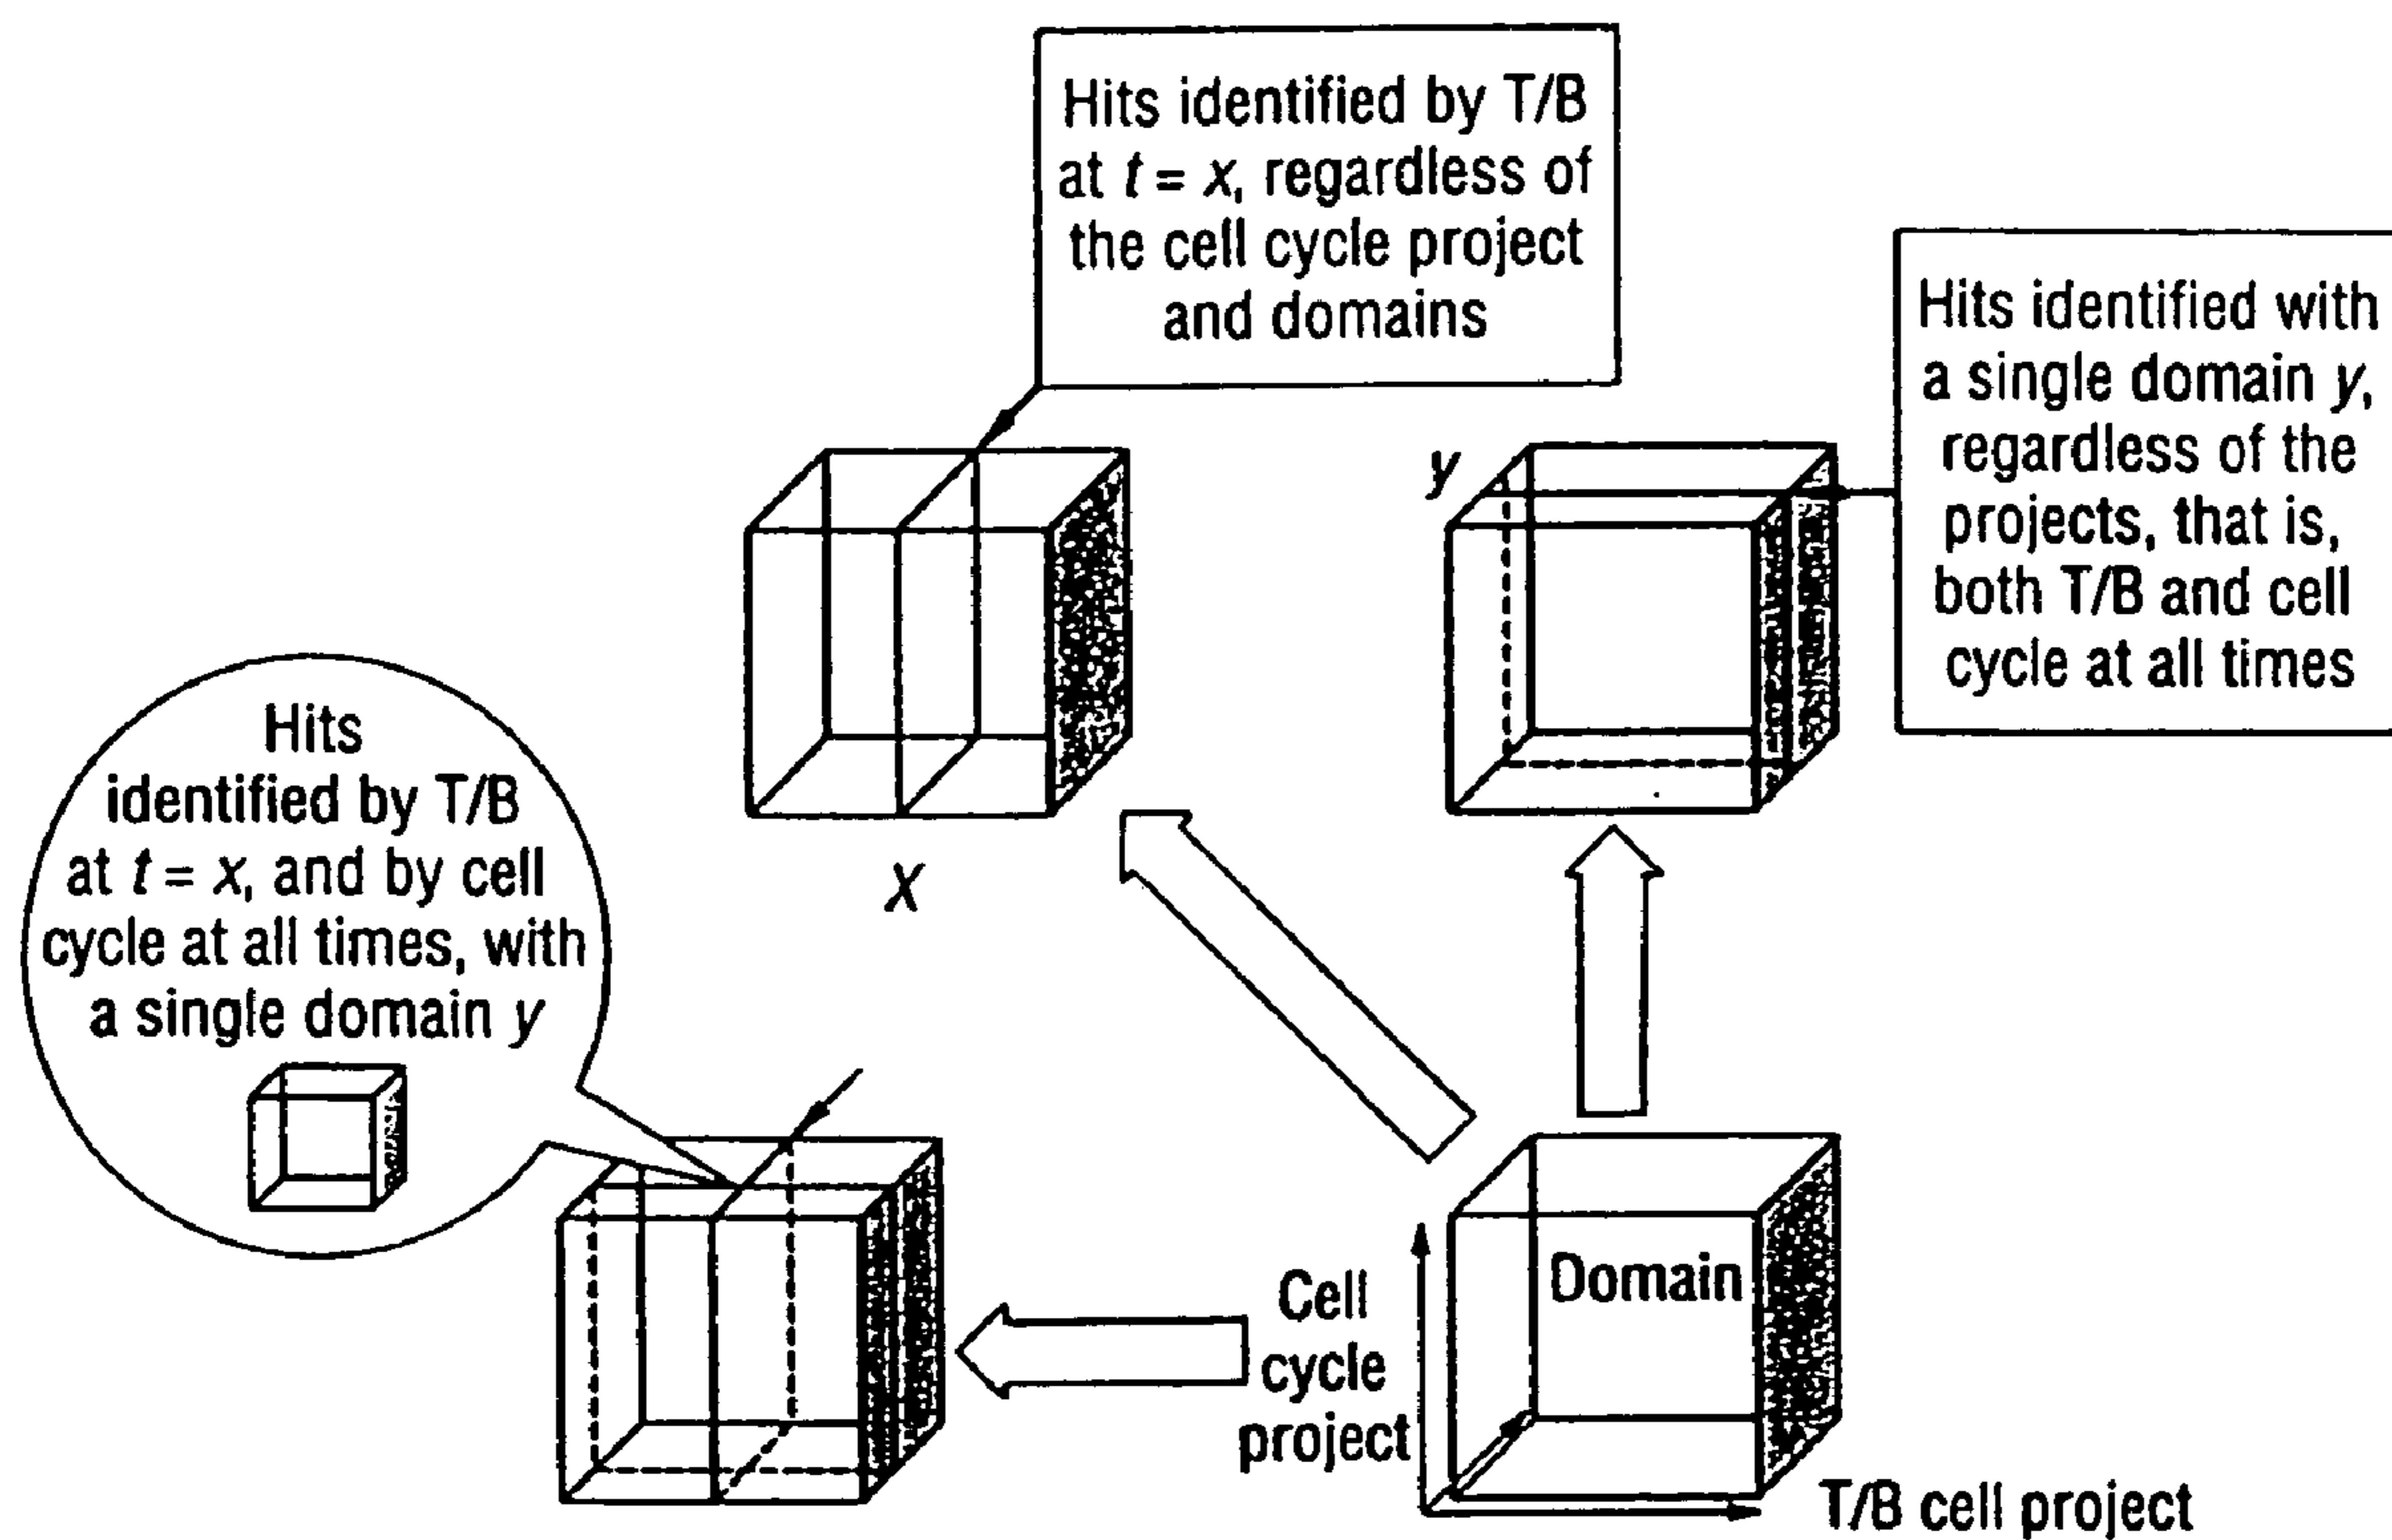 Hits identified by T/B
at t = x, regardless of
the cell cycle project
and domains
Hits identified with
a single domain y,
regardless of the
projects, that is,
both T/B and cell
cycle at all times
y
x
Hits
identified by T/B
at t = x, and by cell
cycle at all times, with
a single domain y
Cell
cycle
project
Domain
T/B cell project